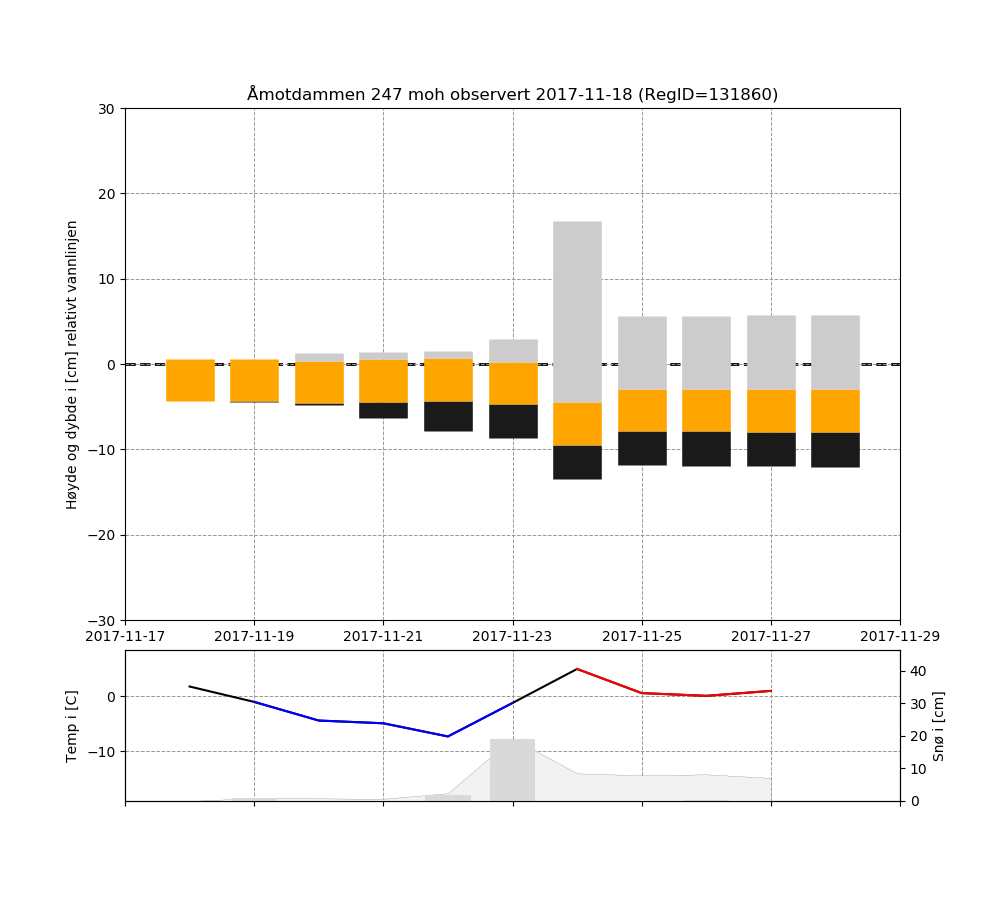 Åmotdammen 247 moh observert 2017-11-18 (RegID=131860)
30
20
10
0
−10
−20
−30
Høyde og dybde i [cm] relativt vannlinjen
2017-11-17 2017-11-19 2017-11-21 2017-11-23 2017-11-25 2017-11-27 2017-11-29
0
−10
Temp i [C]
40
30
20
10
0
Snø i [cm]